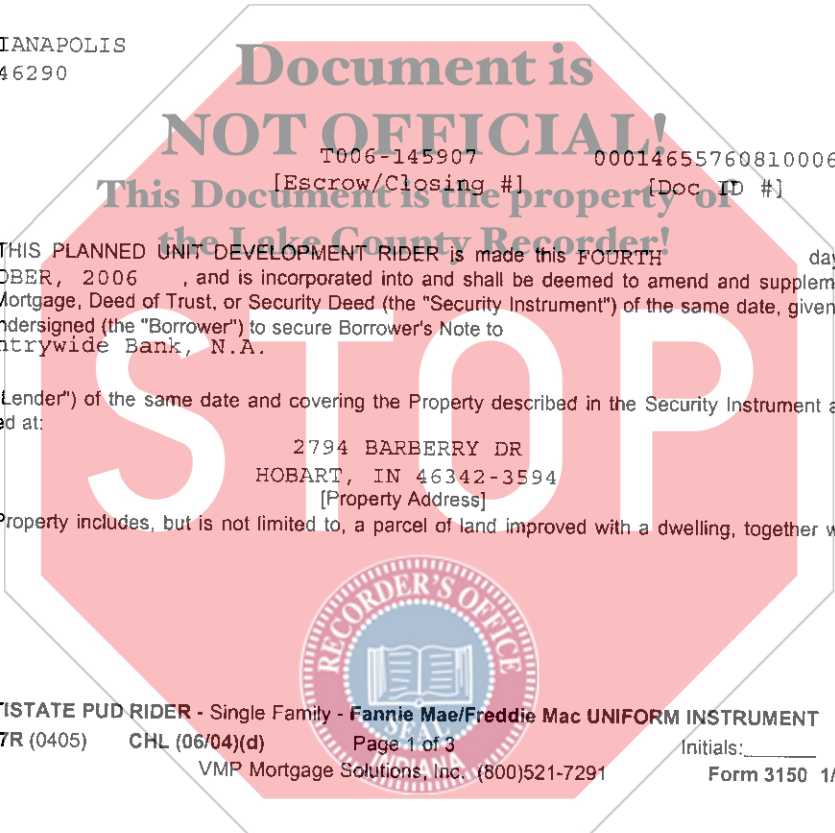 IANAPOLIS
46290
Document is
NOT OFFICIAL!
T006-145907 00014655760810006
[Escrow/Closing #] [Doc ID #]
This Document is the property of
the Lake County Recorder!
THIS PLANNED UNIT DEVELOPMENT RIDER is made this FOURTH day
OBER, 2006 , and is incorporated into and shall be deemed to amend and supplem
Mortgage, Deed of Trust, or Security Deed (the "Security Instrument") of the same date, given
ndersigned (the "Borrower") to secure Borrower's Note to
ntrywide Bank, N.A.
Lender") of the same date and covering the Property described in the Security Instrument a
ed at:
STOP
2794 BARBERRY DR
HOBART, IN 46342-3594
[Property Address]
Property includes, but is not limited to, a parcel of land improved with a dwelling, together w
RECORDER'S OFFICE
SEAL
INDIANA
TISTATE PUD RIDER - Single Family - Fannie Mae/Freddie Mac UNIFORM INSTRUMENT
7R (0405) CHL (06/04)(d) Page 1 of 3 Initials:______
VMP Mortgage Solutions, Inc. (800)521-7291 Form 3150 1/